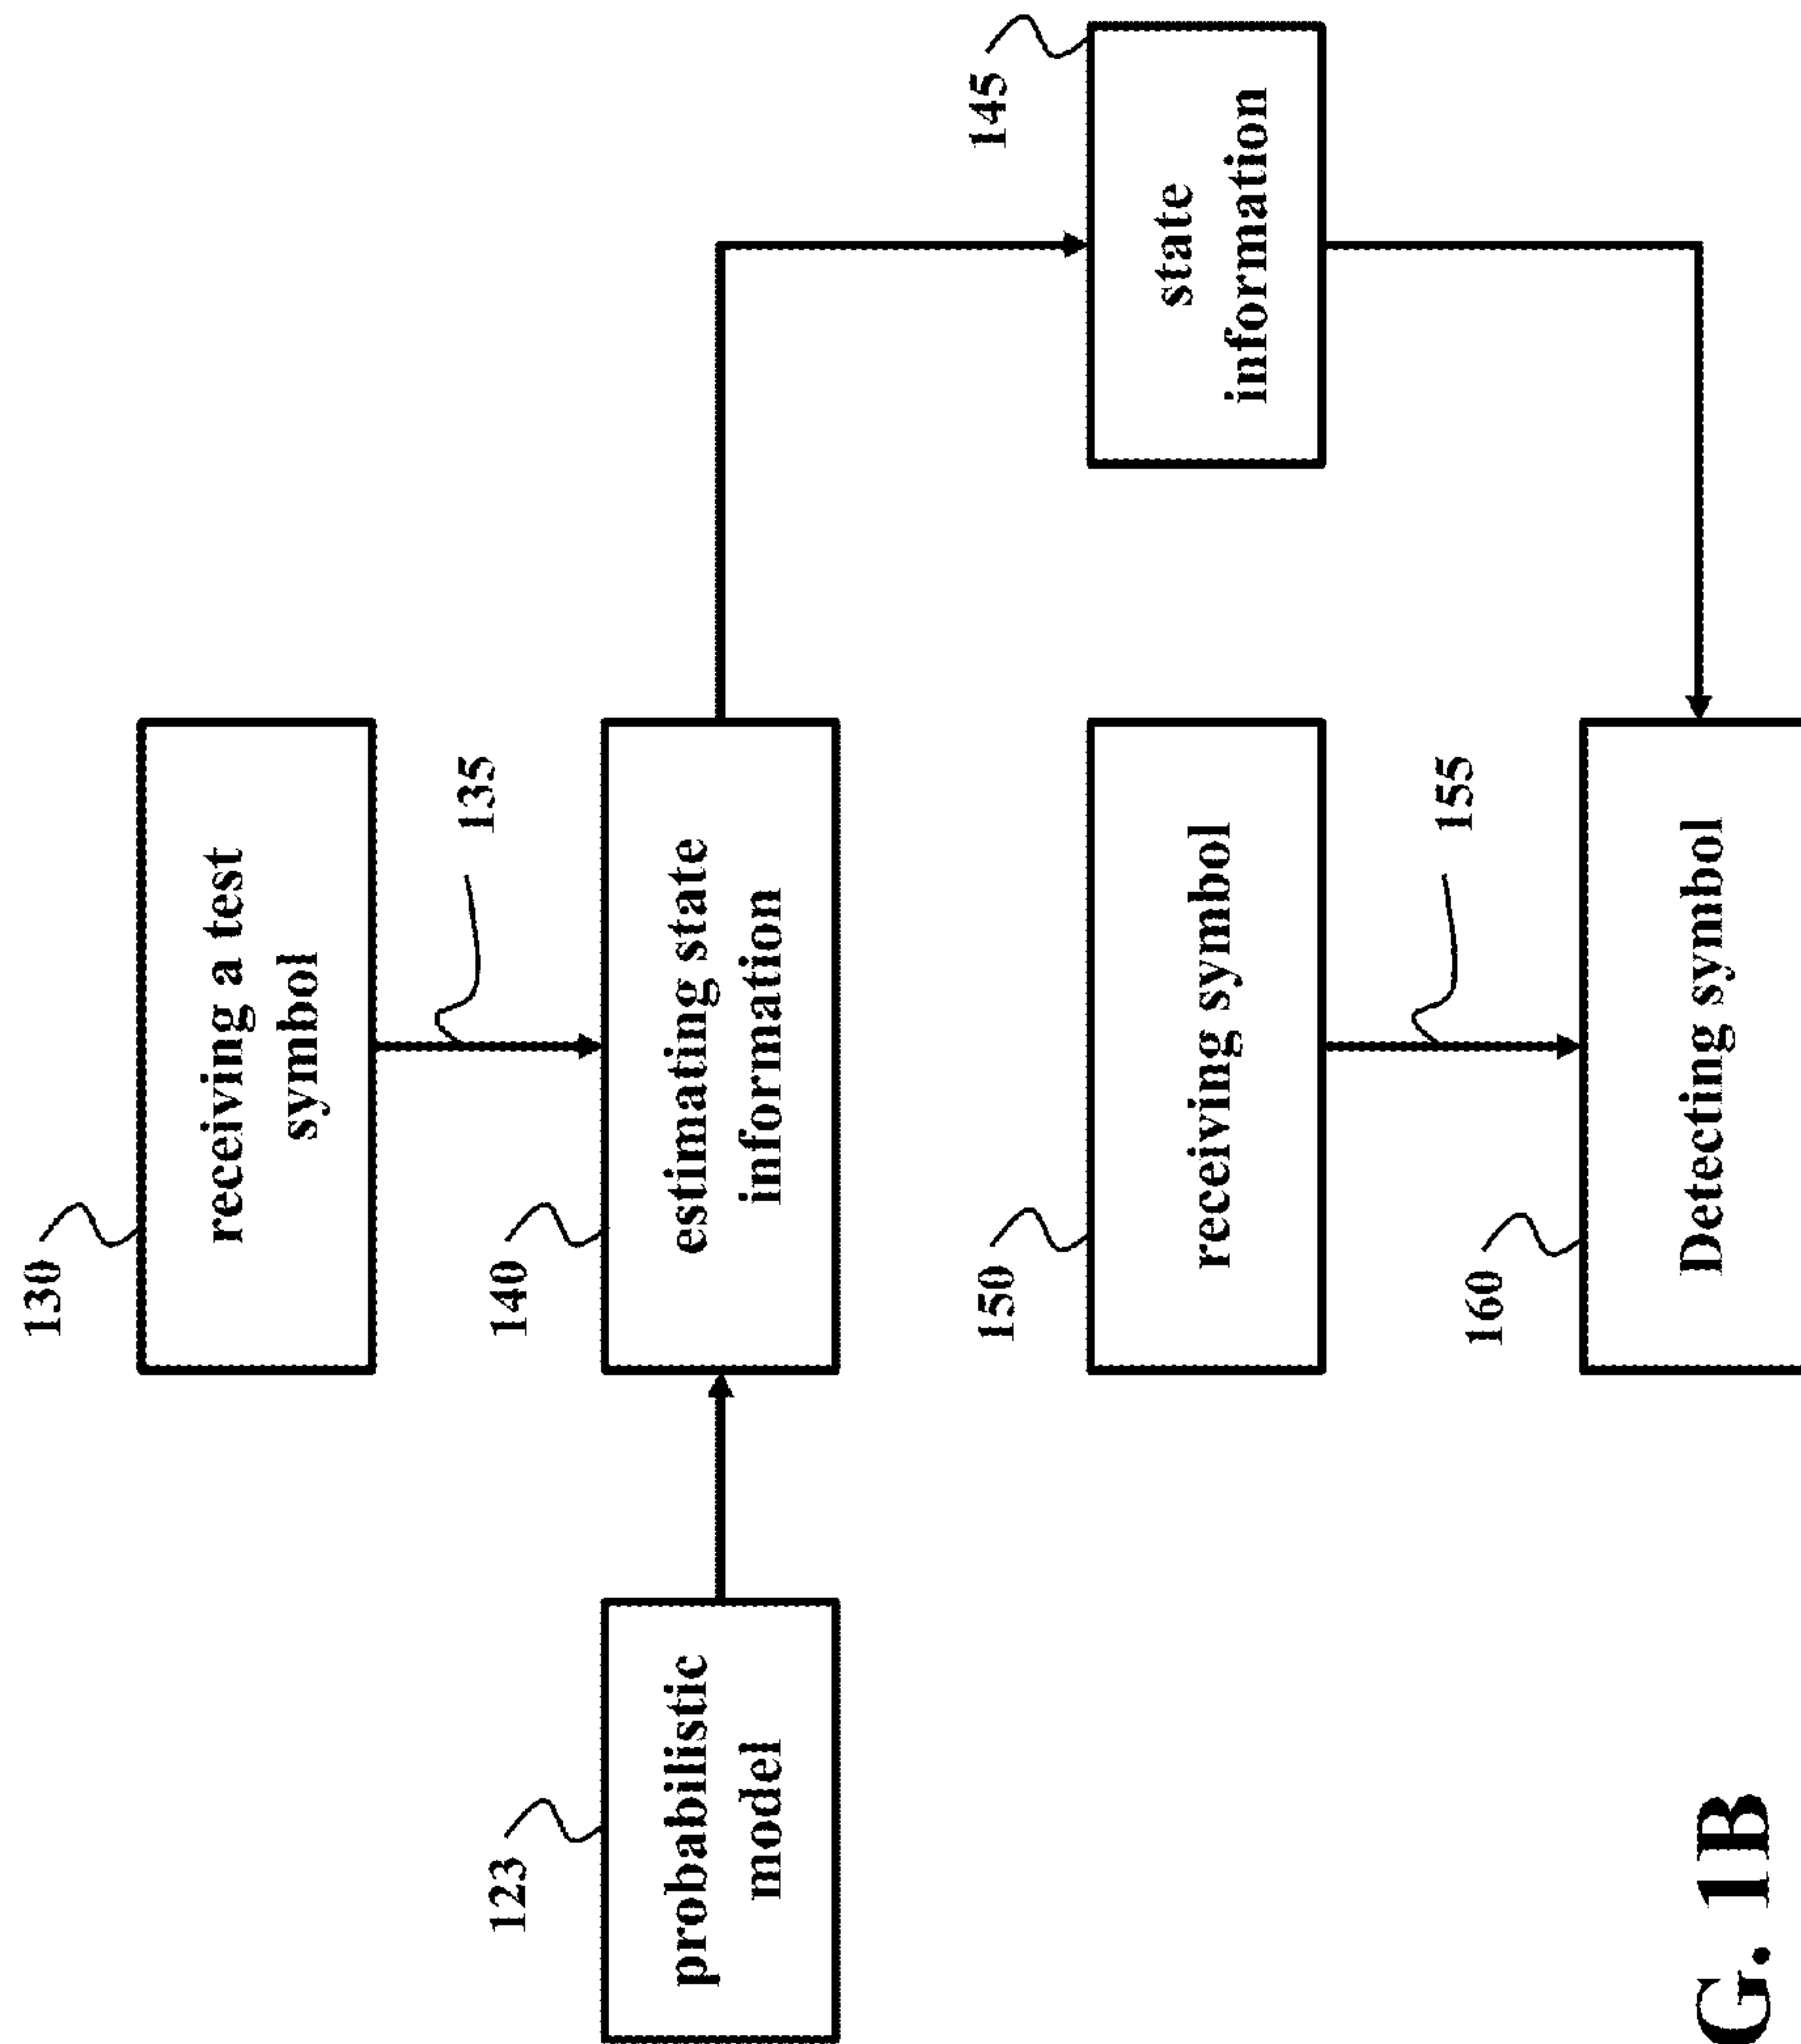 130
receiving a test
symbol
135
123
probabilistic
model
140
estimating state
information
145
state
information
150
receiving symbol
155
160
Detecting symbol
G. 1B